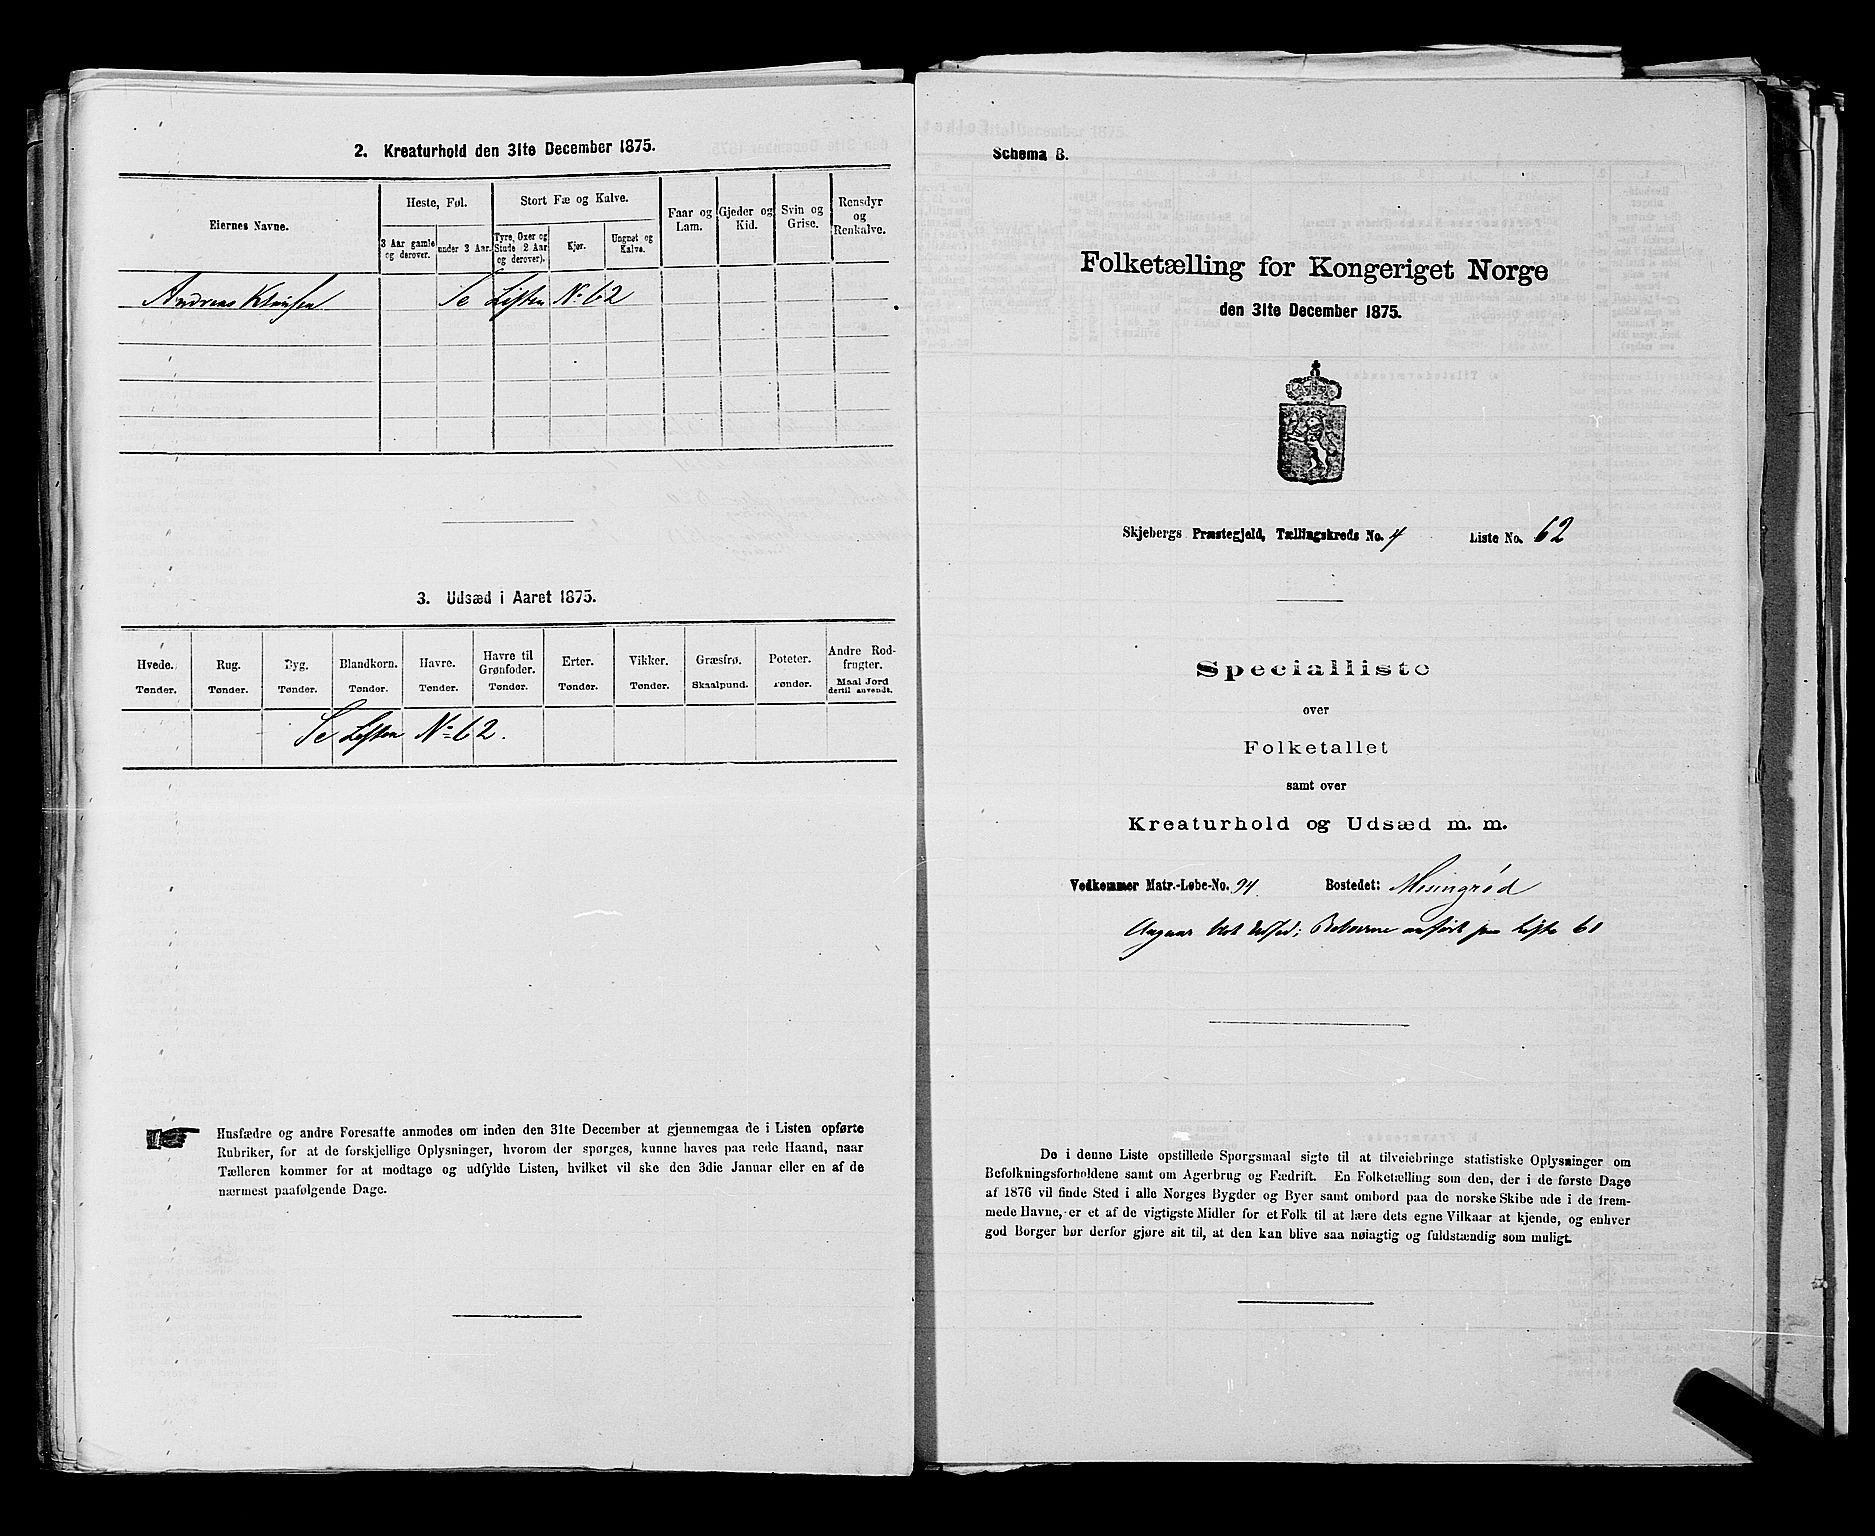 2. Kreaturhold den 31te December 1875.
Eiernes Navne.
Heste, Føl.
3 Aar gamle og derover.
under 3 Aar.
Stort Fæ og Kalve.
Tyre, Oxer og Stude 2 Aar og derover).
Kjør.
Ungnøt og Kalve.
Faar og Lam.
Gjeder og Kid.
Svin og Grise.
Rensdyr og Renkalve.
Andreas Se Listen No 62
3. Udsæd i Aaret 1875.
Hvede. Tønder.
Rug. Tønder.
Byg. Tønder.
Blandkorn. Tønder.
Havre. Tønder.
Havre til Grønfoder. Tønder.
Erter. Tønder.
Vikker. Tønder.
Græsfrø. Skaalpund.
Poteter. Tønder.
Andre Rodfrugter. Maal Jord dertil anvendt.
Se Listen No 62.
Husfædre og andre Foresatte anmodes om inden den 31te December at gjennemgaa de i Listen opførte
Rubriker, for at de forskjellige Oplysninger, hvorom der spørges, kunne haves paa rede Haand, naar
Tælleren kommer for at modtage og udfylde Listen, hvilket vil ske den 3die Januar eller en af de
nærmest paafølgende Dage.
Schema B.
Folketælling for Kongeriget Norge
den 31te December 1875.
Skjebergs Præstegjeld, Tællingskreds No. 4 Liste No. 62
Specialliste
over
Folketallet
samt over
Kreaturhold og Udsæd m. m.
Vedkommer Matr.-Løbe-No. 94 Bostedet: Misingrød
Angaar blot Udsæd; Beboerne anført paa Liste 61
De i denne Liste opstillede Spørgsmaal sigte til at tilveiebringe statistiske Oplysninger om
Befolkningsforholdene samt om Agerbrug og Fædrift. En Folketælling som den, der i de første Dage
af 1876 vil finde Sted i alle Norges Bygder og Byer samt ombord paa de norske Skibe ude i de frem-
mede Havne, er et af de vigtigste Midler for et Folk til at lære dets egne Vilkaar at kjende, og enhver
god Borger bør derfor gjøre sit til, at den kan blive saa nøiagtig og fuldstændig som muligt.